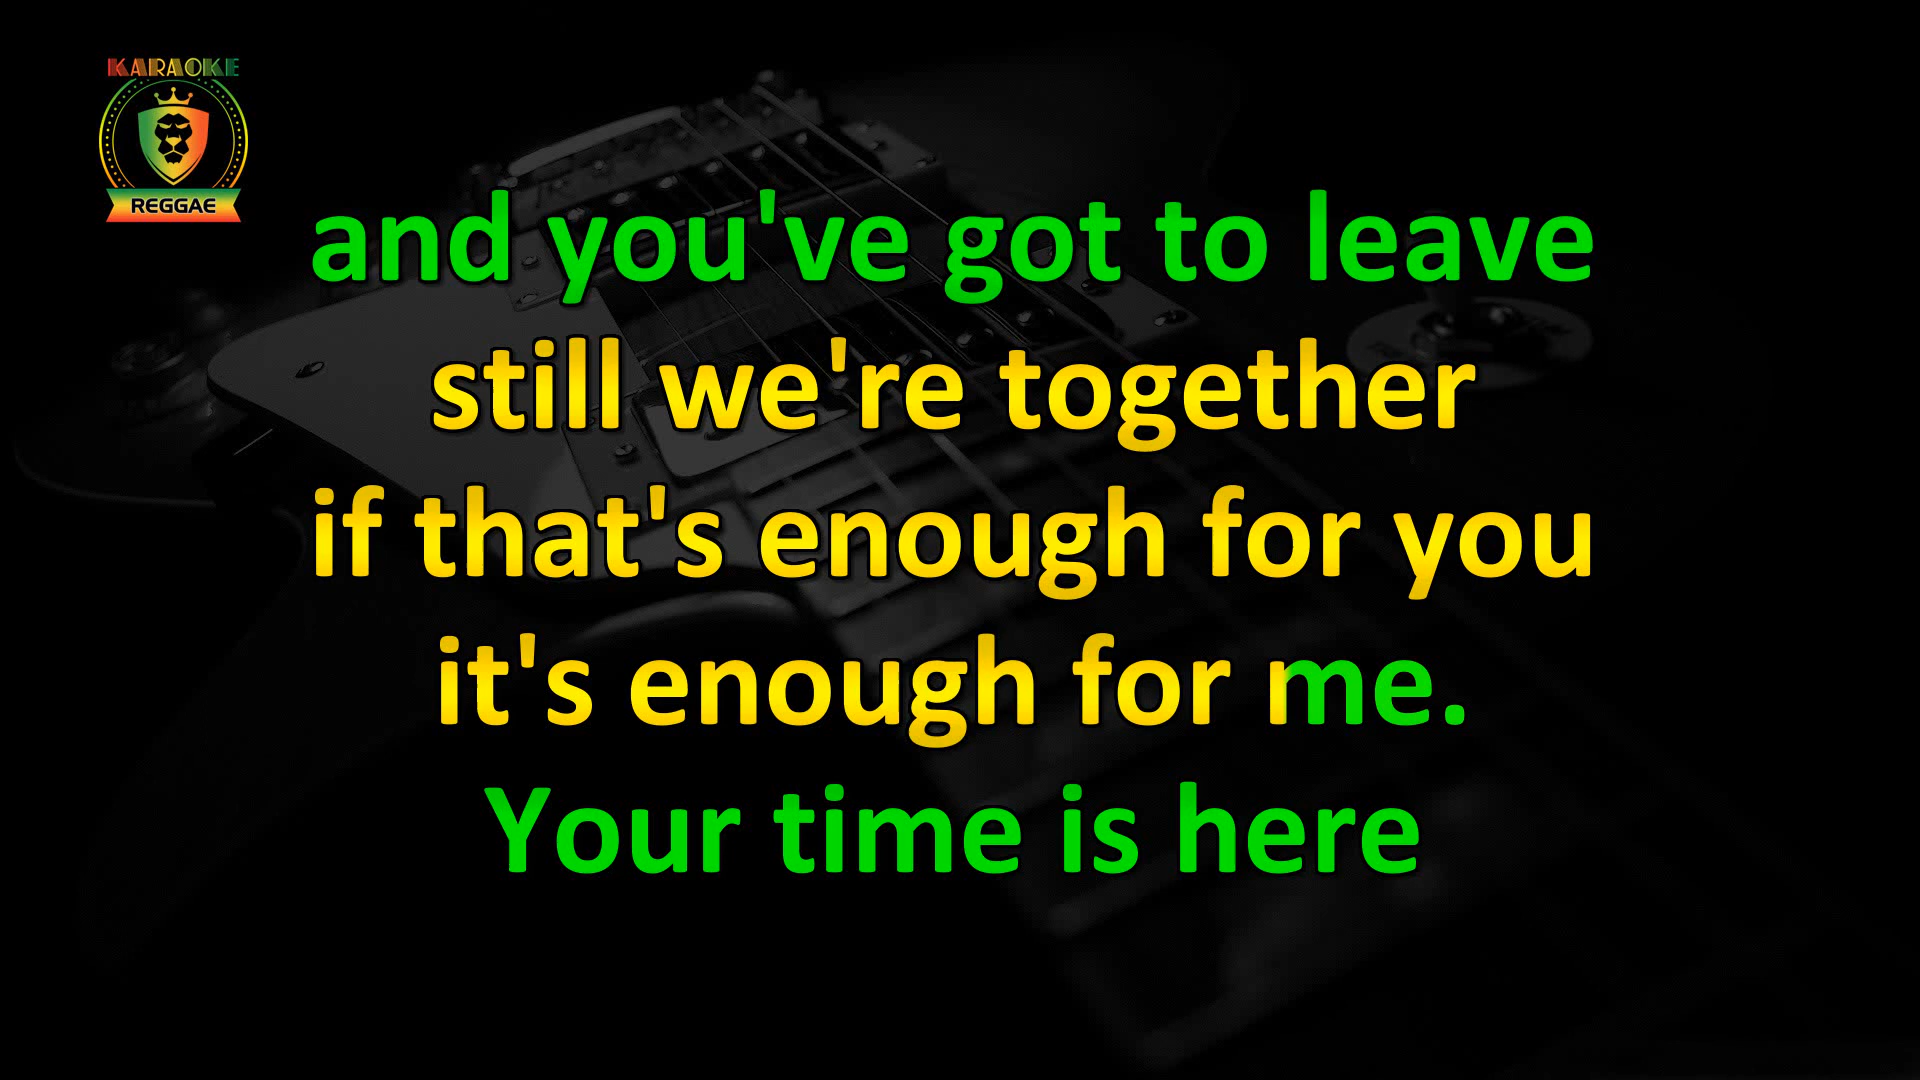 KARAOKE
REGGAE
and you've got to leave
still we're together
if that's enough for you
it's enough for me.
Your time is here